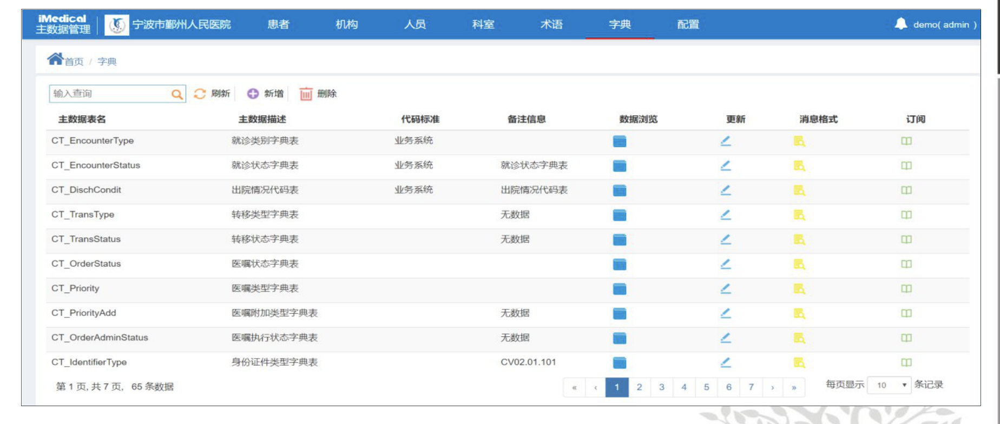 iMedical
主数据管理 宁波市鄞州人民医院 患者 机构 人员 科室 术语 字典 配置 demo( admin )
首页 / 字典
输入查询 刷新 新增 删除
主数据表名 主数据描述 代码标准 备注信息 数据浏览 更新 消息格式 订阅
CT_EncounterType 就诊类别字典表 业务系统
CT_EncounterStatus 就诊状态字典表 业务系统 就诊状态字典表
CT_DischCondit 出院情况代码表 业务系统 出院情况代码表
CT_TransType 转移类型字典表 无数据
CT_TransStatus 转移状态字典表 无数据
CT_OrderStatus 医嘱状态字典表
CT_Priority 医嘱类型字典表
CT_PriorityAdd 医嘱附加类型字典表 无数据
CT_OrderAdminStatus 医嘱执行状态字典表 无数据
CT_IdentifierType 身份证件类型字典表 CV02.01.101
第 1 页, 共 7 页, 65 条数据 « ‹ 1 2 3 4 5 6 7 › » 每页显示 10 条记录